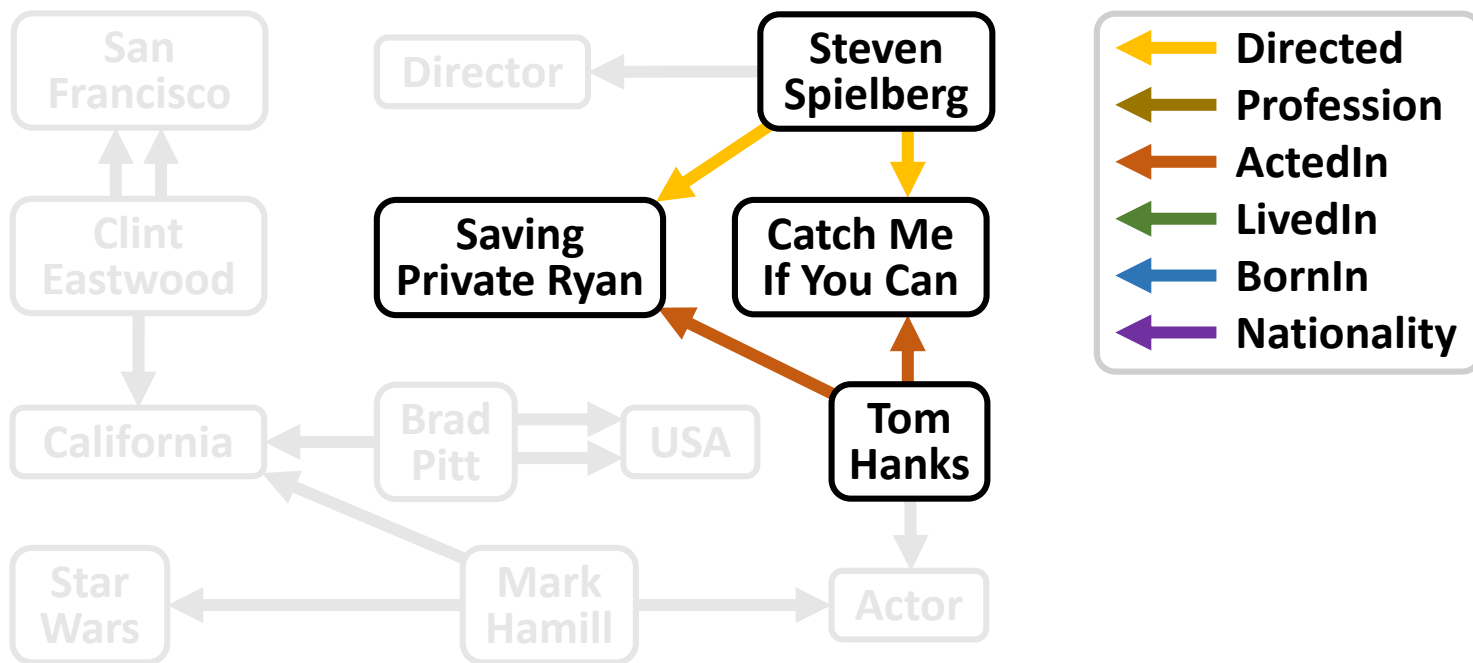 San
Francisco
Director
Steven
Spielberg
Clint
Eastwood
Saving
Private Ryan
Catch Me
If You Can
California
Brad
Pitt
USA
Tom
Hanks
Star
Wars
Mark
Hamill
Actor
Directed
Profession
ActedIn
LivedIn
BornIn
Nationality